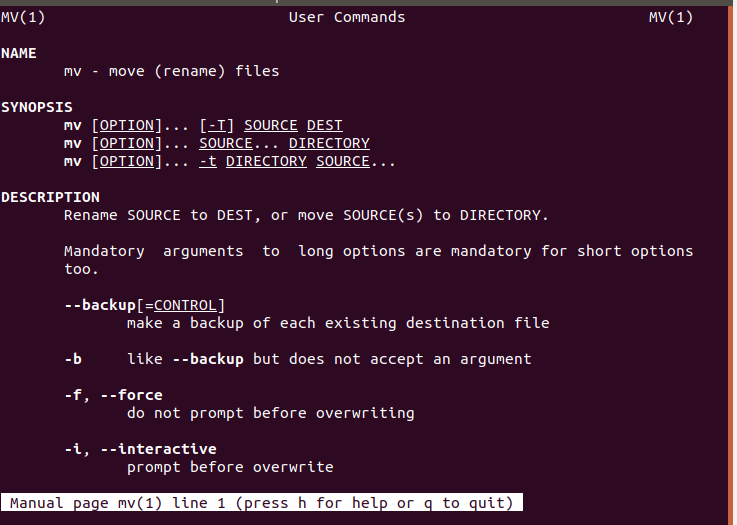 MV(1) User Commands MV(1)
NAME
mv - move (rename) files
SYNOPSIS
mv [OPTION]... [-T] SOURCE DEST
mv [OPTION]... SOURCE... DIRECTORY
mv [OPTION]... -t DIRECTORY SOURCE...
DESCRIPTION
Rename SOURCE to DEST, or move SOURCE(s) to DIRECTORY.
Mandatory arguments to long options are mandatory for short options
too.
--backup[=CONTROL]
make a backup of each existing destination file
-b like --backup but does not accept an argument
-f, --force
do not prompt before overwriting
-i, --interactive
prompt before overwrite
Manual page mv(1) line 1 (press h for help or q to quit)